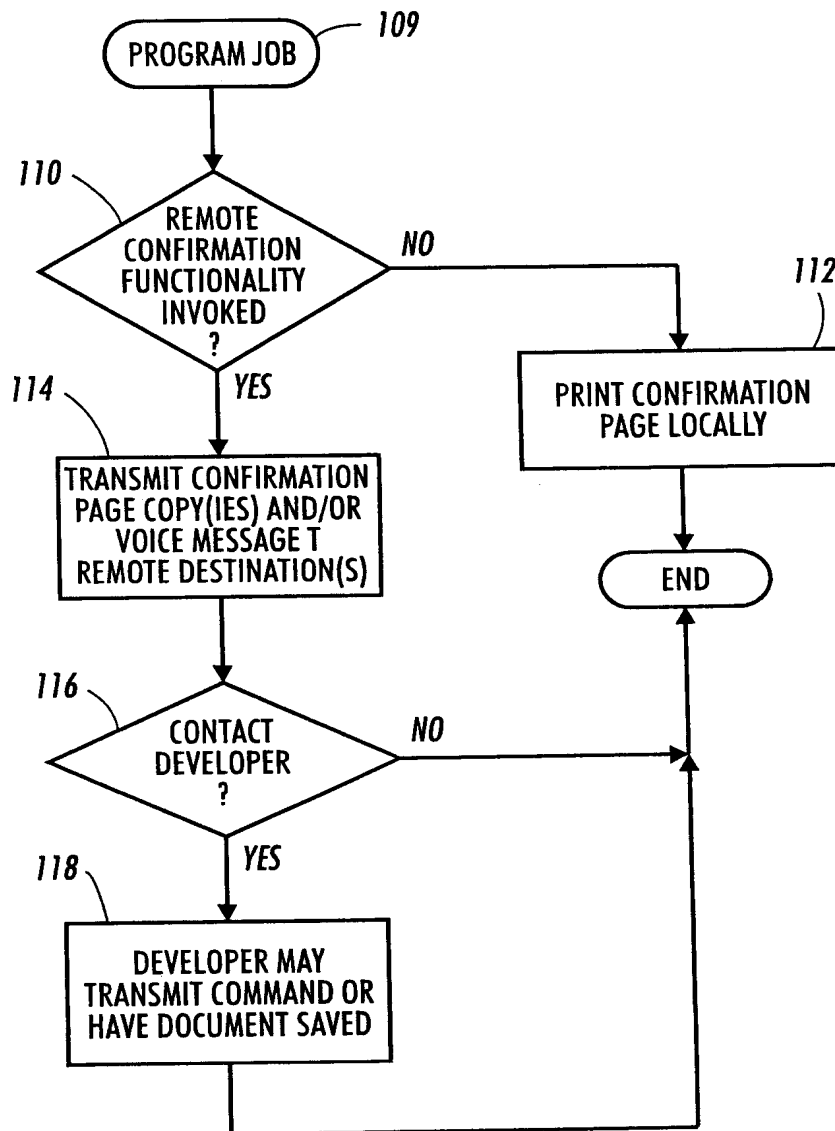 PROGRAM JOB
109
110
REMOTE
CONFIRMATION
FUNCTIONALITY
INVOKED
?
NO
YES
112
PRINT CONFIRMATION
PAGE LOCALLY
114
TRANSMIT CONFIRMATION
PAGE COPY(IES) AND/OR
VOICE MESSAGE T
REMOTE DESTINATION(S)
END
116
CONTACT
DEVELOPER
?
NO
YES
118
DEVELOPER MAY
TRANSMIT COMMAND OR
HAVE DOCUMENT SAVED